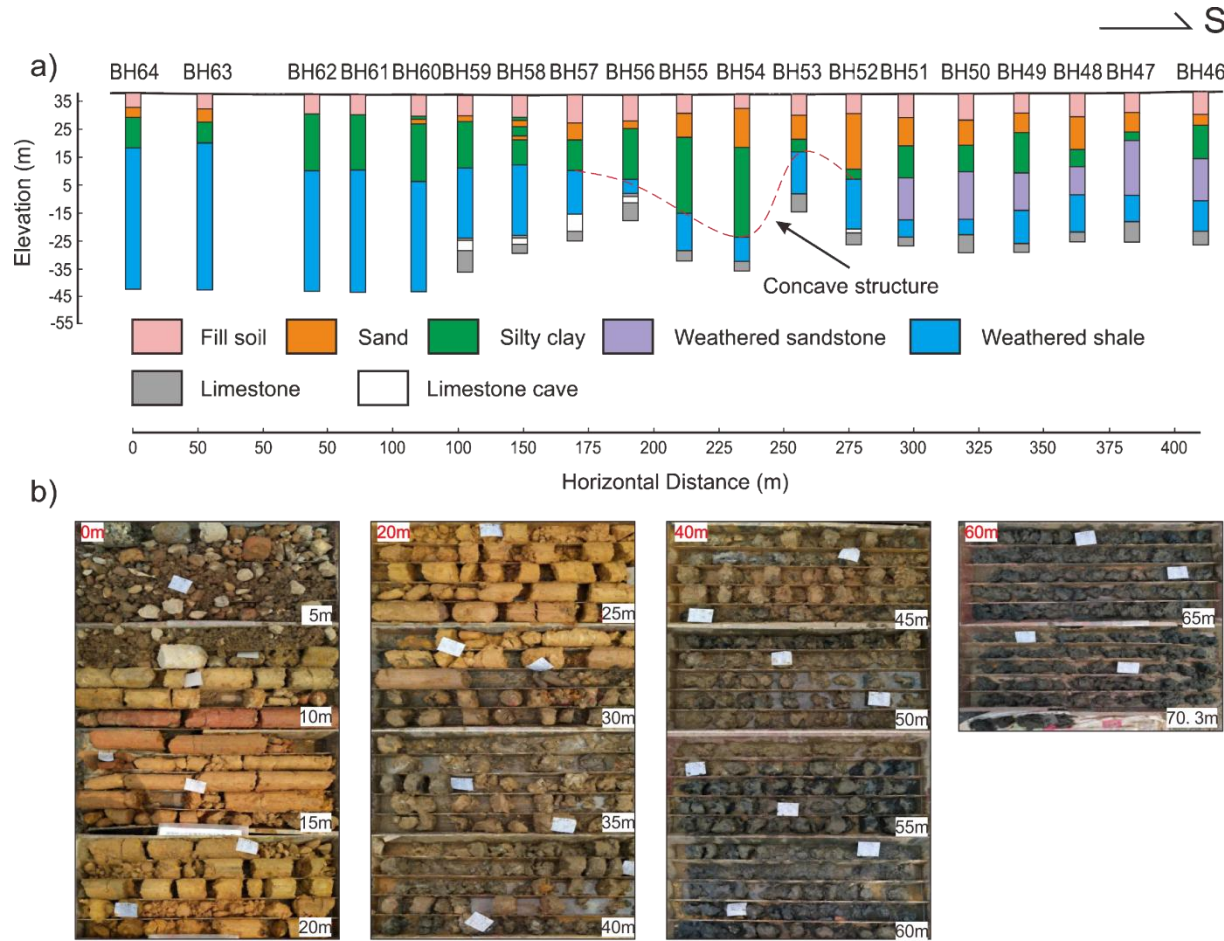 S
a)
BH64 BH63 BH62 BH61 BH60 BH59 BH58 BH57 BH56 BH55 BH54 BH53 BH52 BH51 BH50 BH49 BH48 BH47 BH46
35
25
15
5
-5
-15
-25
-35
-45
-55
Elevation (m)
Concave structure
Fill soil Sand Silty clay Weathered sandstone Weathered shale
Limestone Limestone cave
0 50 50 50 100 100 150 175 200 225 250 250 275 300 325 350 375 375 400
Horizontal Distance (m)
b)
0m
5m
10m
15m
20m
20m
25m
30m
35m
40m
40m
45m
50m
55m
60m
60m
65m
70.3m